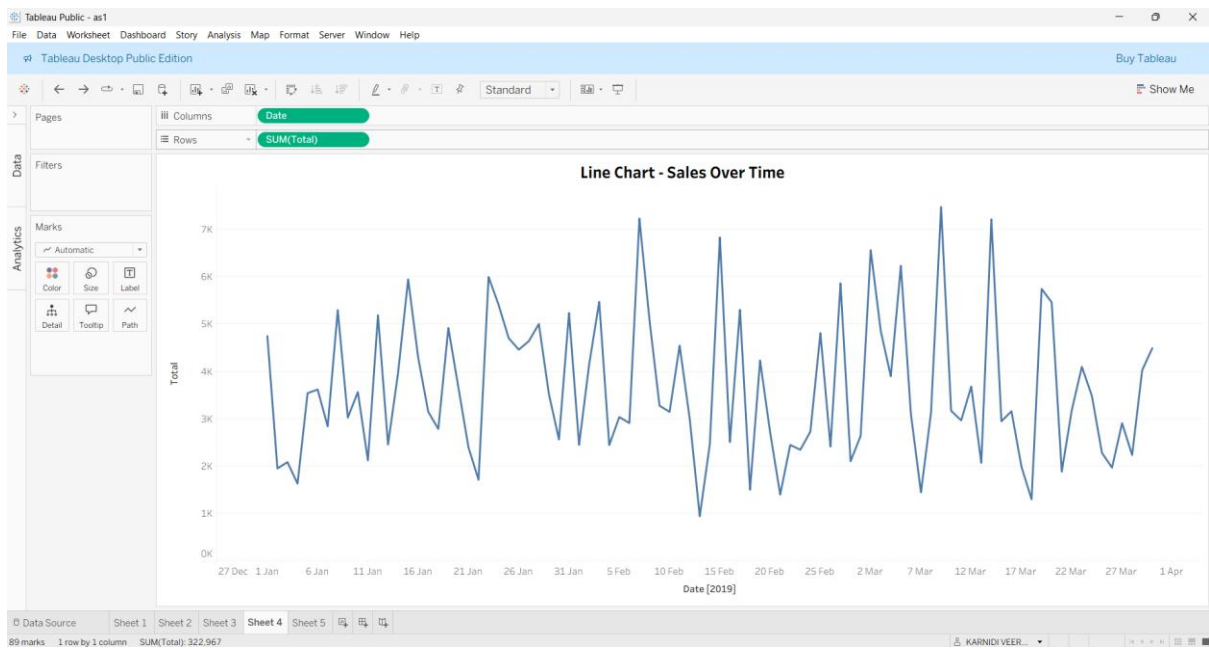 Tableau Public - as1
File Data Worksheet Dashboard Story Analysis Map Format Server Window Help
Tableau Desktop Public Edition
Buy Tableau
Standard
Show Me
Pages
iii Columns
Date
Rows
SUM(Total)
Data
Analytics
Filters
Marks
Automatic
Color Size Label
Detail Tooltip Path
Line Chart - Sales Over Time
Total
7K
6K
5K
4K
3K
2K
1K
0K
27 Dec 1 Jan 6 Jan 11 Jan 16 Jan 21 Jan 26 Jan 31 Jan 5 Feb 10 Feb 15 Feb 20 Feb 25 Feb 2 Mar 7 Mar 12 Mar 17 Mar 22 Mar 27 Mar 1 Apr
Date [2019]
Data Source Sheet 1 Sheet 2 Sheet 3 Sheet 4 Sheet 5
89 marks 1 row by 1 column SUM(Total): 322,967
KARNIDI VEER...